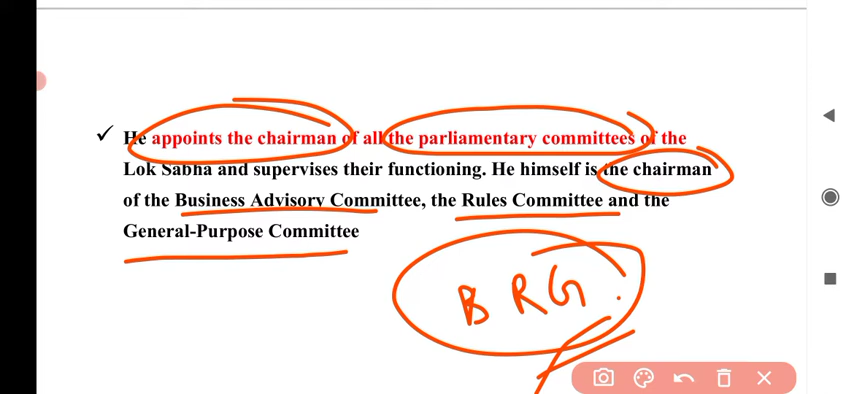 ✓ He appoints the chairman of all the parliamentary committees of the
Lok Sabha and supervises their functioning. He himself is the chairman
of the Business Advisory Committee, the Rules Committee and the
General-Purpose Committee
B R G